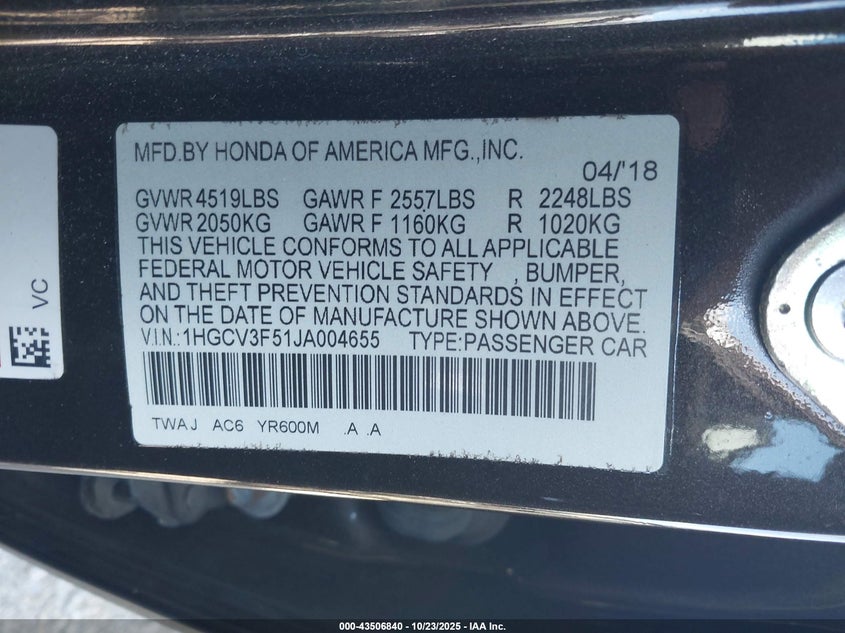 MFD.BY HONDA OF AMERICA MFG.,INC.
04/'18
GVWR 4519LBS GAWR F 2557LBS R 2248LBS
GVWR 2050KG GAWR F 1160KG R 1020KG
THIS VEHICLE CONFORMS TO ALL APPLICABLE
FEDERAL MOTOR VEHICLE SAFETY , BUMPER,
AND THEFT PREVENTION STANDARDS IN EFFECT
ON THE DATE OF MANUFACTURE SHOWN ABOVE.
V.I.N.:1HGCV3F51JA004655 TYPE:PASSENGER CAR
TWAJ AC6 YR600M .A .A
VC
000-43506840 | 10/23/2025 - IAA Inc.